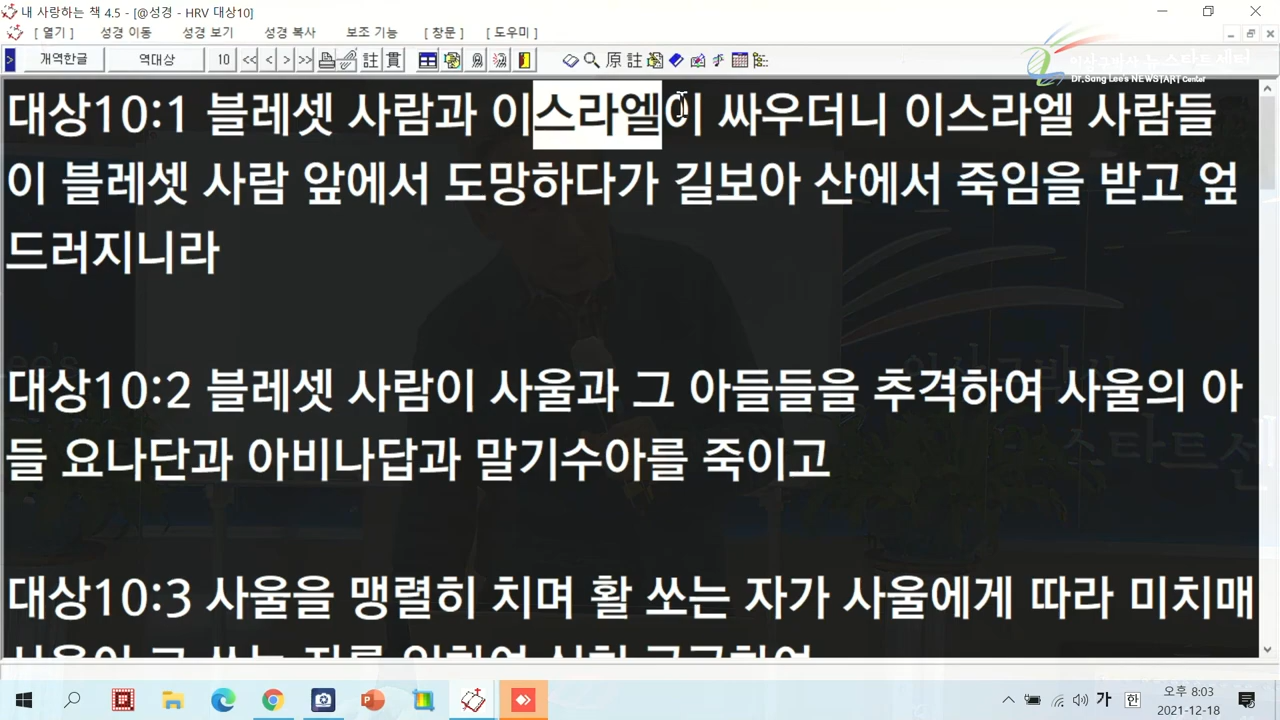 내 사랑하는 책 4.5 - [@성경 - HRV 대상10]
[ 열기 ] 성경 이동 성경 보기 성경 복사 보조 기능 [ 창문 ] [ 도우미 ]
개역한글 역대상 10 << < > >> 註 貫 原 註
Dr.Sang Lee's NEWSTART Center
대상10:1 블레셋 사람과 이스라엘이 싸우더니 이스라엘 사람들
이 블레셋 사람 앞에서 도망하다가 길보아 산에서 죽임을 받고 엎
드러지니라
대상10:2 블레셋 사람이 사울과 그 아들들을 추격하여 사울의 아
들 요나단과 아비나답과 말기수아를 죽이고
대상10:3 사울을 맹렬히 치며 활 쏘는 자가 사울에게 따라 미치매
가 한 오후 8:03
2021-12-18